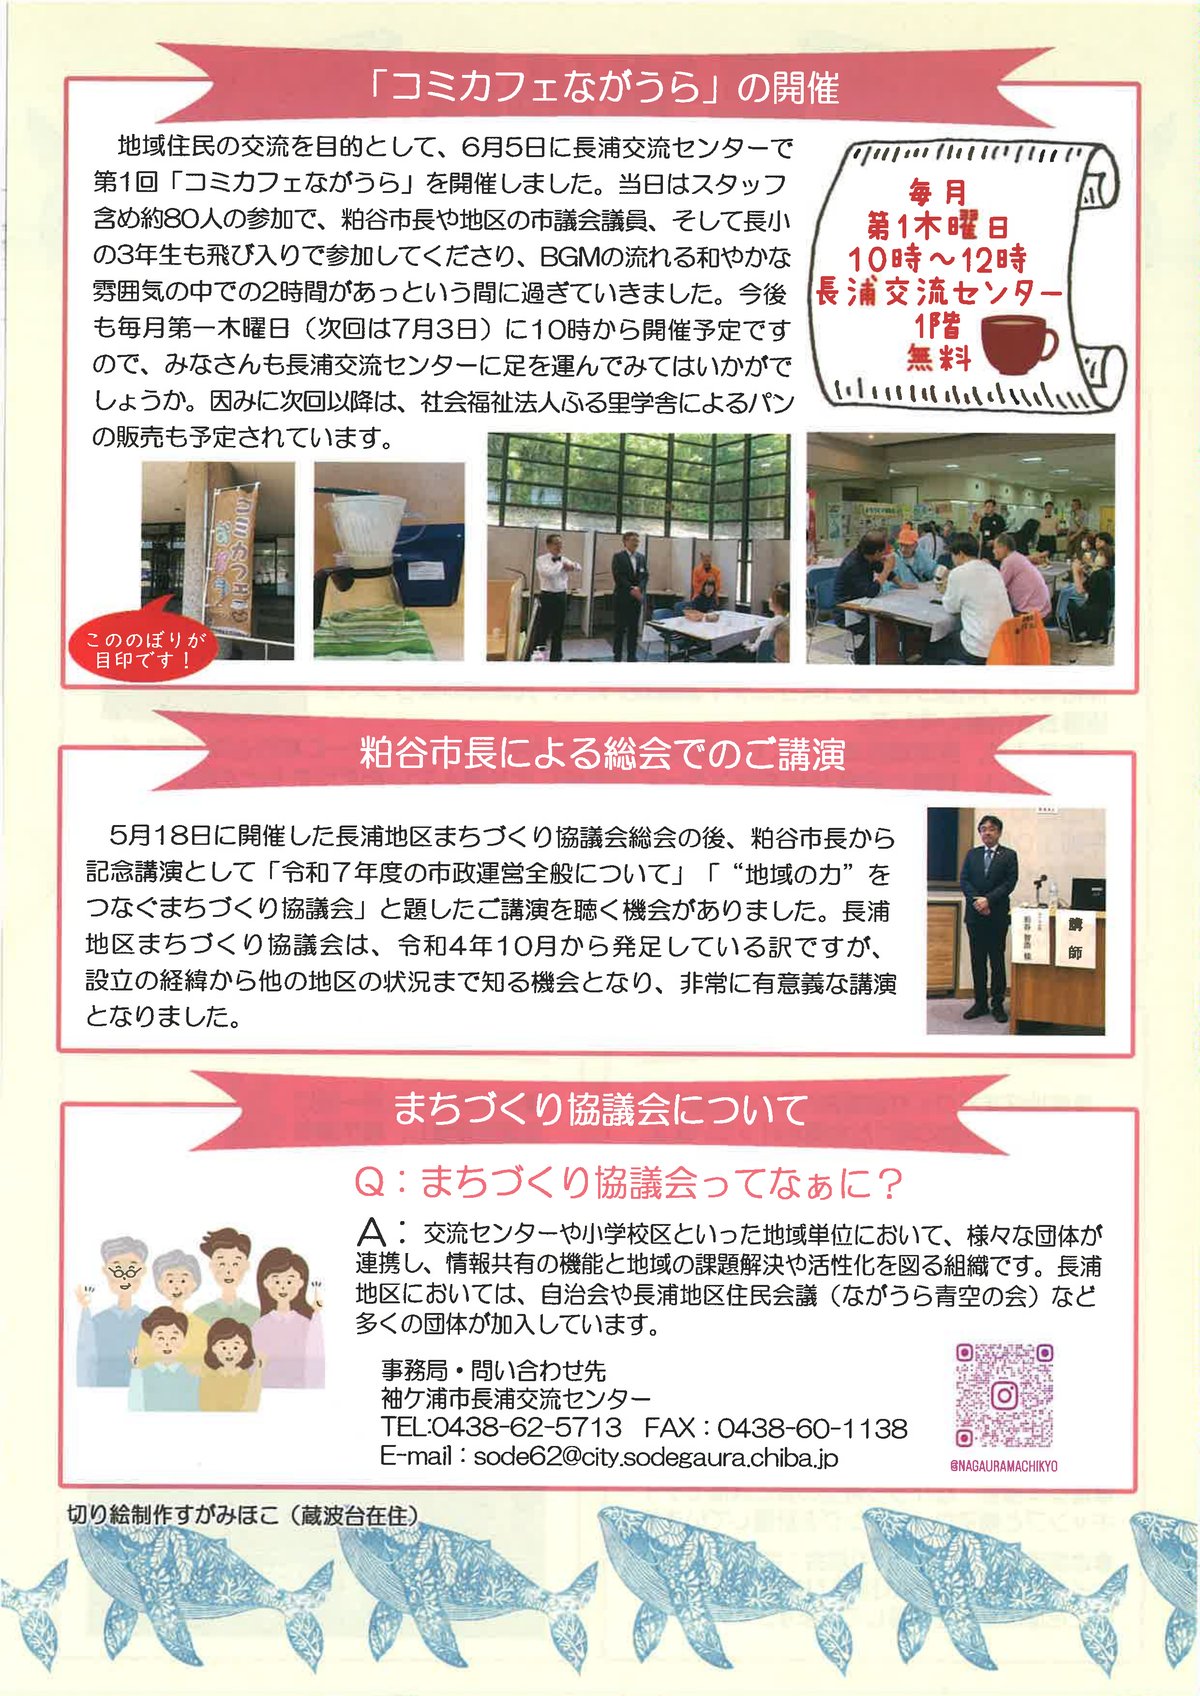 「コミカフェながうら」の開催
地域住民の交流を目的として、6月5日に長浦交流センターで
第1回「コミカフェながうら」を開催しました。当日はスタッフ
含め約80人の参加で、粕谷市長や地区の市議会議員、そして長小
の3年生も飛び入りで参加してくださり、BGMの流れる和やかな
雰囲気の中での2時間があっという間に過ぎていきました。今後
も毎月第一木曜日（次回は7月3日）に10時から開催予定です
ので、みなさんも長浦交流センターに足を運んでみてはいかがで
しょうか。因みに次回以降は、社会福祉法人ふる里学舎によるパン
の販売も予定されています。
毎月
第1木曜日
10時〜12時
長浦交流センター
1階
無料
こののぼりが
目印です！
粕谷市長による総会でのご講演
5月18日に開催した長浦地区まちづくり協議会総会の後、粕谷市長から
記念講演として「令和７年度の市政運営全般について」「“地域の力”を
つなぐまちづくり協議会」と題したご講演を聴く機会がありました。長浦
地区まちづくり協議会は、令和4年10月から発足している訳ですが、
設立の経緯から他の地区の状況まで知る機会となり、非常に有意義な講演
となりました。
講師
まちづくり協議会について
Q：まちづくり協議会ってなぁに？
A：交流センターや小学校区といった地域単位において、様々な団体が
連携し、情報共有の機能と地域の課題解決や活性化を図る組織です。長浦
地区においては、自治会や長浦地区住民会議（ながうら青空の会）など
多くの団体が加入しています。
事務局・問い合わせ先
袖ケ浦市長浦交流センター
TEL:0438-62-5713 FAX：0438-60-1138
E-mail：sode62@city.sodegaura.chiba.jp
@NAGAURAMACHIKYO
切り絵制作すがみほこ（蔵波台在住）